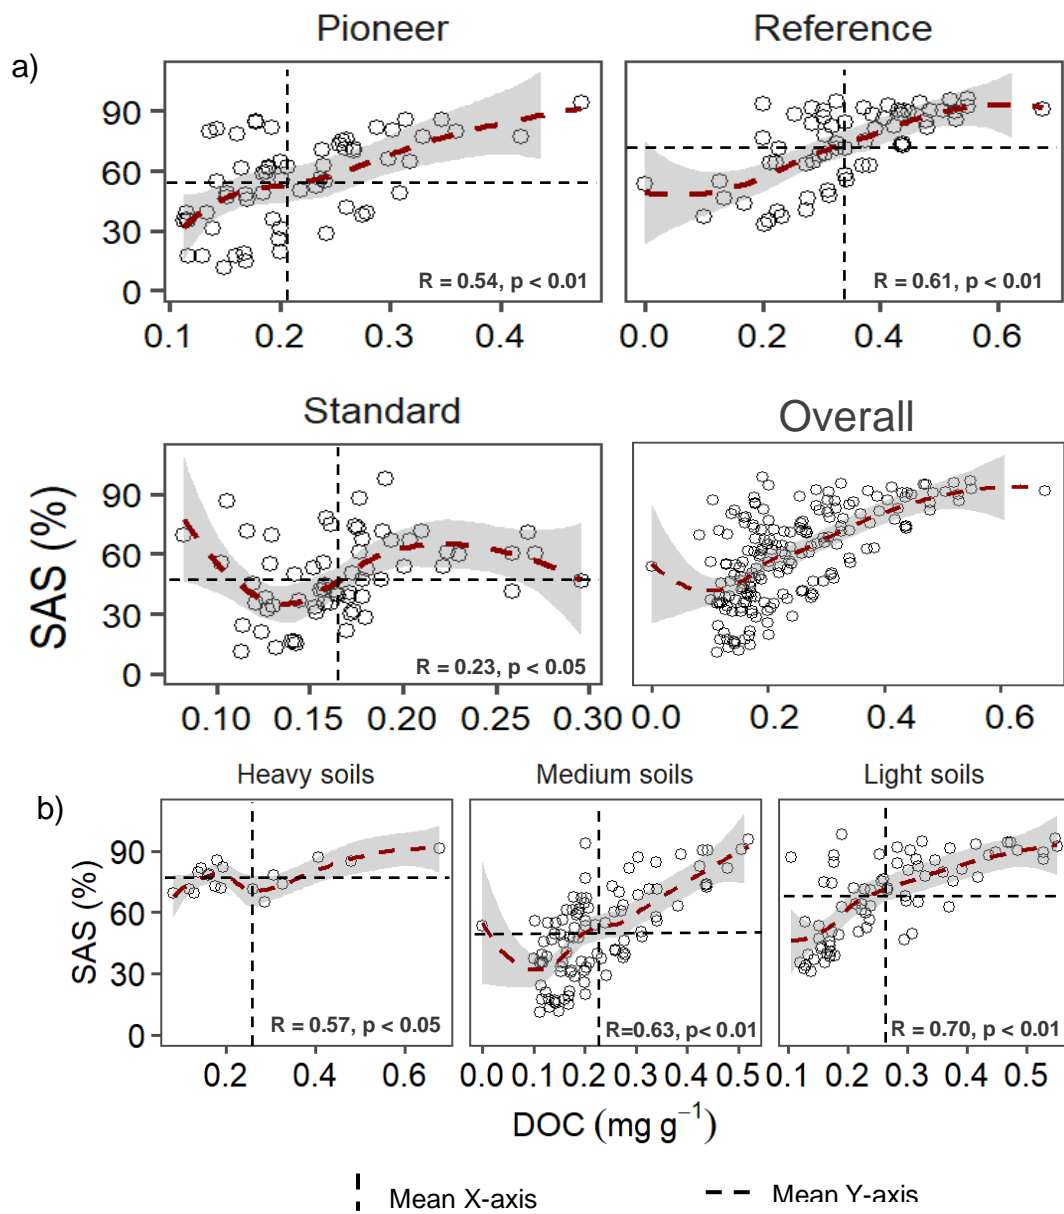 Pioneer Reference
a)
90
60
30
0
R = 0.54, p < 0.01
R = 0.61, p < 0.01
0.1 0.2 0.3 0.4
0.0 0.2 0.4 0.6
Standard Overall
SAS (%)
90
60
30
0
R = 0.23, p < 0.05
0.10 0.15 0.20 0.25 0.30
0.0 0.2 0.4 0.6
Heavy soils Medium soils Light soils
b)
SAS (%)
90
60
30
0
R = 0.57, p < 0.05
R=0.63, p< 0.01
R = 0.70, p < 0.01
0.2 0.4 0.6
0.0 0.1 0.2 0.3 0.4 0.5
0.1 0.2 0.3 0.4 0.5
DOC (mg g⁻¹)
Mean X-axis Mean Y-axis